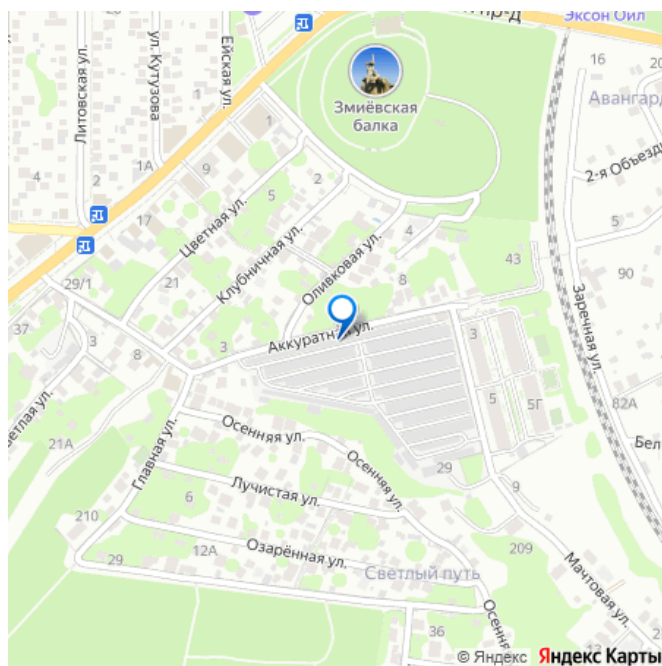 Эксон Ойл
16
20
Авангард
2-я Объездн
Литовская ул.
ул. Кутузова
Ейская ул.
Змиёвская
балка
4
2
1А
9
1
17
5
2
Цветная ул.
Клубничная ул.
Оливковая ул.
4
5
43
90
8
29/1
21
37
3
8
3
Аккуратная ул.
3
Заречная ул.
5
5Г
82А
Бел
21А
Главная ул.
Осенняя ул.
Осенняя ул.
29
9
Лучистая ул.
6
210
12А
Озарённая ул.
209
29
Светлый путь
Мачтовая ул.
Осенняя
36
© Яндекс Яндекс Карты